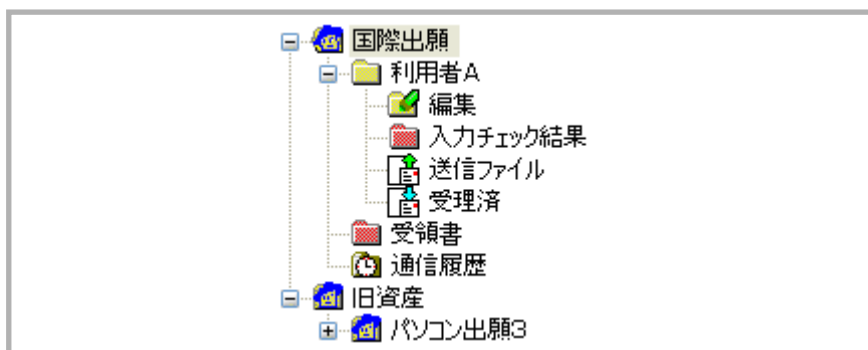 国際出願
利用者A
編集
入力チェック結果
送信ファイル
受理済
受領書
通信履歴
旧資産
パソコン出願3